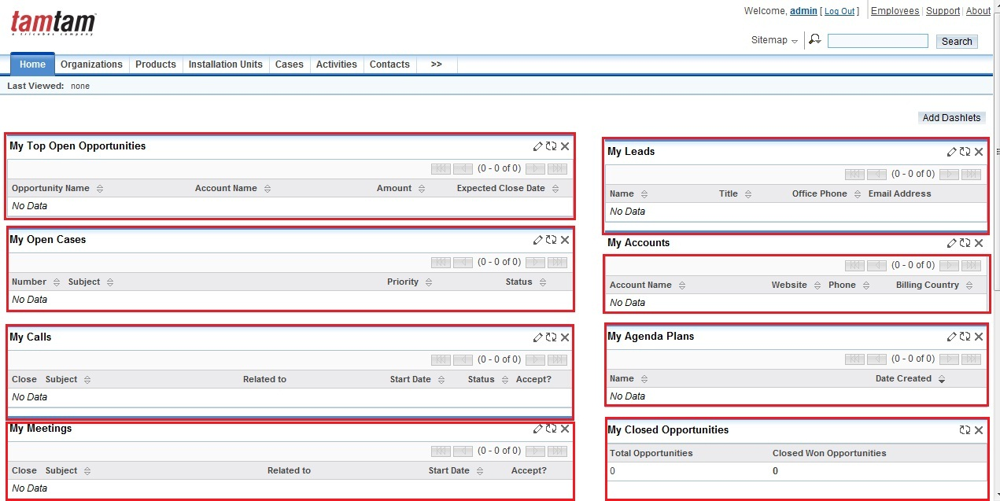 Welcome, admin [ Log Out ] Employees | Support | About
tamtam
Sitemap Search
Home Organizations Products Installation Units Cases Activities Contacts >>
Last Viewed: none
Add Dashlets
My Top Open Opportunities
(0 - 0 of 0)
Opportunity Name Account Name Amount Expected Close Date
No Data
My Open Cases
(0 - 0 of 0)
Number Subject Priority Status
No Data
My Calls
(0 - 0 of 0)
Close Subject Related to Start Date Status Accept?
No Data
My Meetings
(0 - 0 of 0)
Close Subject Related to Start Date Accept?
No Data
My Leads
(0 - 0 of 0)
Name Title Office Phone Email Address
No Data
My Accounts
(0 - 0 of 0)
Account Name Website Phone Billing Country
No Data
My Agenda Plans
(0 - 0 of 0)
Name Date Created
No Data
My Closed Opportunities
Total Opportunities Closed Won Opportunities
0 0